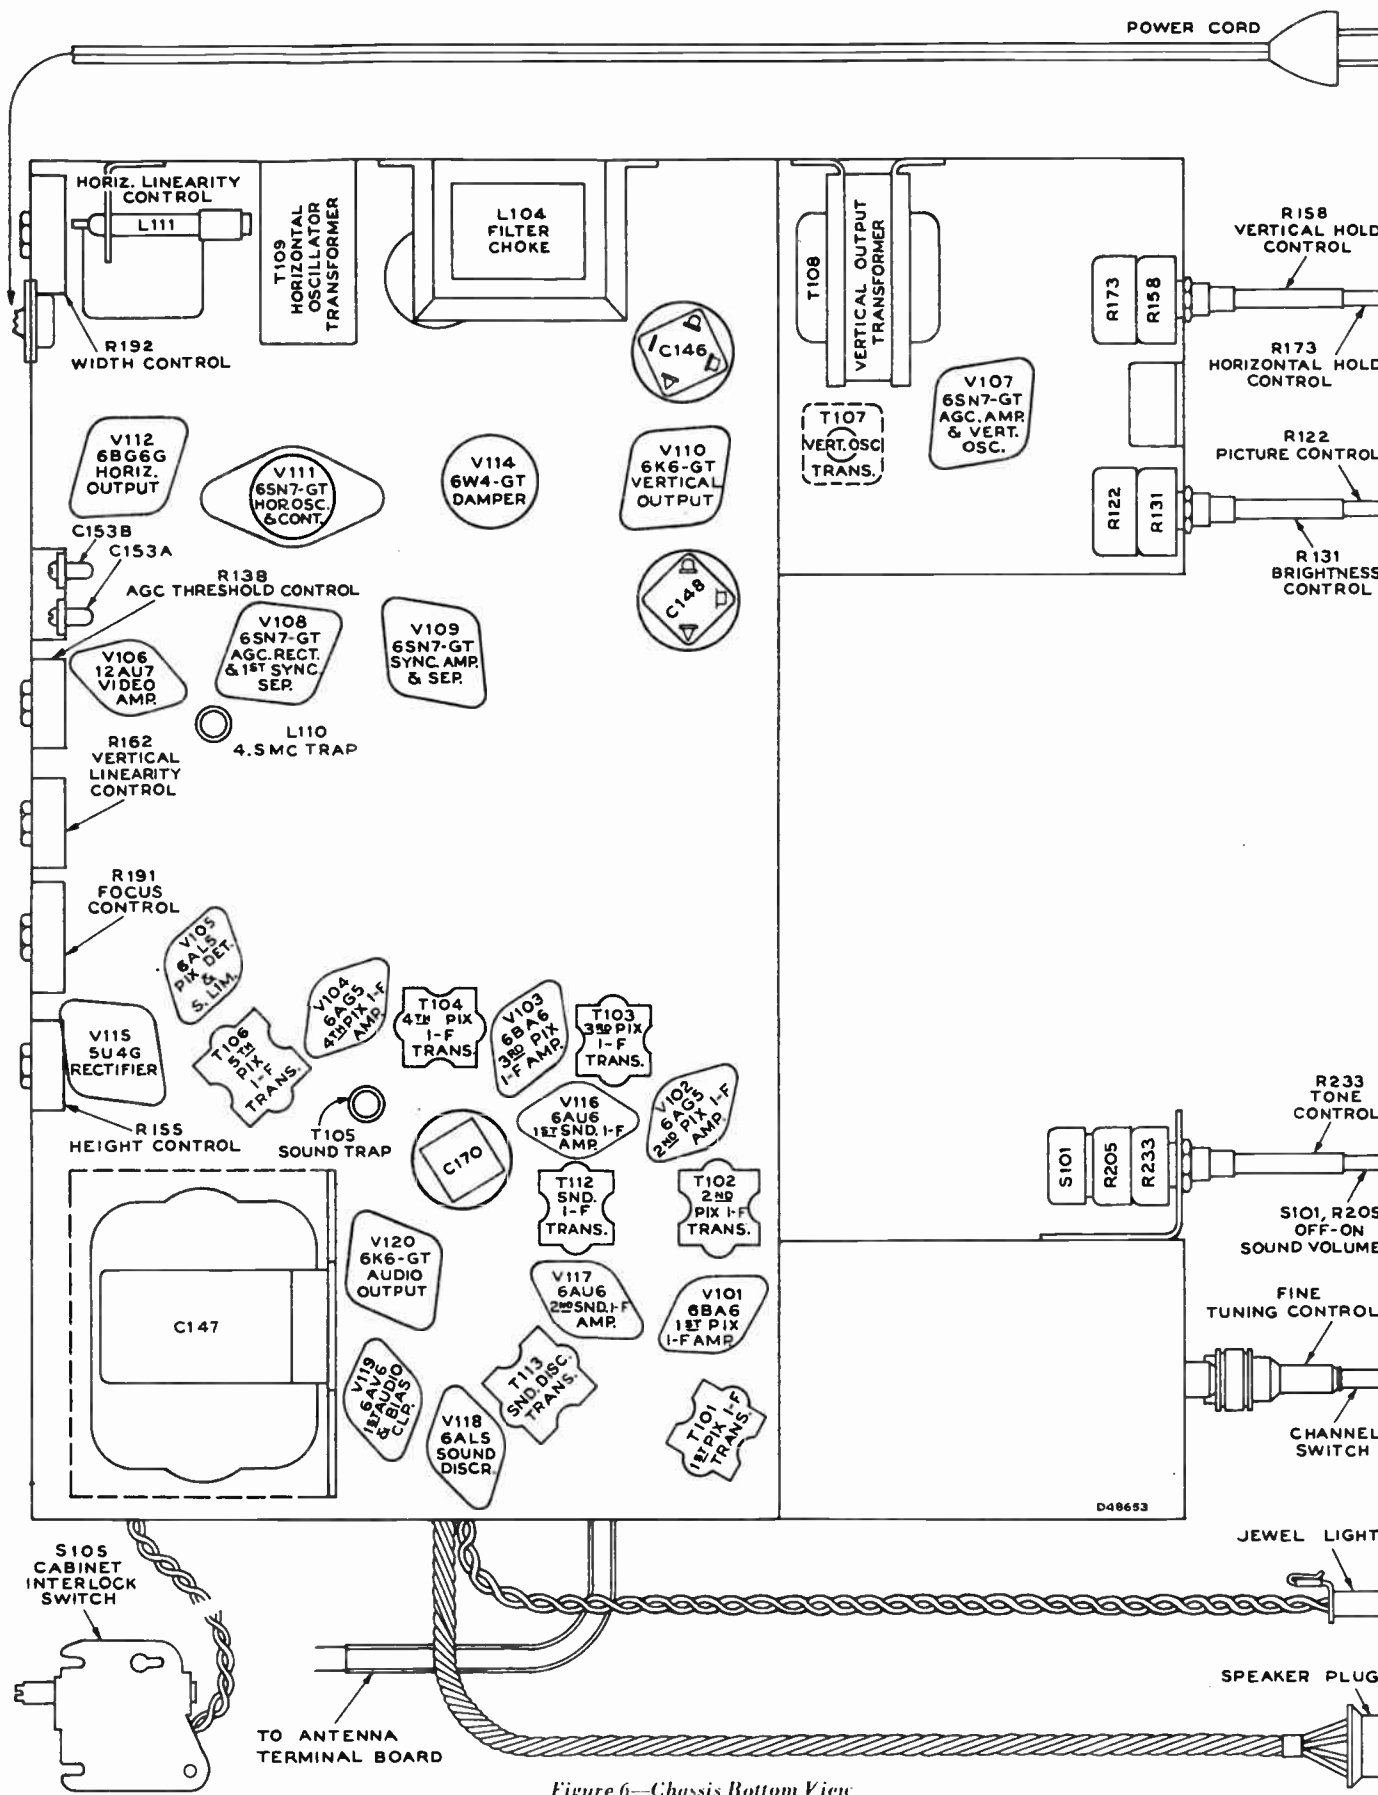 POWER CORD
HORIZ. LINEARITY
CONTROL
L111
T109
HORIZONTAL
OSCILLATOR
TRANSFORMER
L104
FILTER
CHOKE
T108
VERTICAL OUTPUT
TRANSFORMER
R173
R158
R158
VERTICAL HOLD
CONTROL
R173
HORIZONTAL HOLD
CONTROL
R192
WIDTH CONTROL
C146
T107
VERT. OSC
TRANS.
V107
6SN7-GT
AGC. AMP.
& VERT.
OSC.
R122
PICTURE CONTROL
V112
6BG6G
HORIZ.
OUTPUT
V111
6SN7-GT
HOR.OSC.
& CONT.
V114
6W4-GT
DAMPER
V110
6K6-GT
VERTICAL
OUTPUT
R122
R131
R131
BRIGHTNESS
CONTROL
C153B
C153A
R138
AGC THRESHOLD CONTROL
C148
V106
12AU7
VIDEO
AMP.
V108
6SN7-GT
AGC. RECT.
& 1ST SYNC.
SEP.
V109
6SN7-GT
SYNC. AMP.
& SEP.
L110
4.5MC TRAP
R162
VERTICAL
LINEARITY
CONTROL
R191
FOCUS
CONTROL
V105
6AL5
PIX DET.
&
S. LIM.
V104
6AG5
4TH PIX I-F
AMP.
T104
4TH PIX
I-F
TRANS.
V103
6BA6
3RD PIX
I-F AMP.
T103
3RD PIX
I-F
TRANS.
V115
5U4G
RECTIFIER
T106
5TH
PIX
I-F
TRANS.
V116
6AU6
1ST SND. I-F
AMP.
V102
6AG5
2ND PIX I-F
AMP.
R155
HEIGHT CONTROL
T105
SOUND TRAP
C170
T112
SND.
I-F
TRANS.
T102
2ND
PIX I-F
TRANS.
R233
TONE
CONTROL
S101
R205
R233
S101, R205
OFF-ON
SOUND VOLUME
C147
V120
6K6-GT
AUDIO
OUTPUT
V117
6AU6
2ND SND. I-F
AMP.
V101
6BA6
1ST PIX
I-F AMP.
FINE
TUNING CONTROL
V119
6AV6
1ST AUDIO
& BIAS
CLP.
V118
6AL5
SOUND
DISCR.
T113
SND. DISC.
TRANS.
T101
1ST PIX I-F
TRANS.
CHANNEL
SWITCH
D48653
S105
CABINET
INTERLOCK
SWITCH
JEWEL LIGHT
TO ANTENNA
TERMINAL BOARD
SPEAKER PLUG
Figure 6—Chassis Bottom View